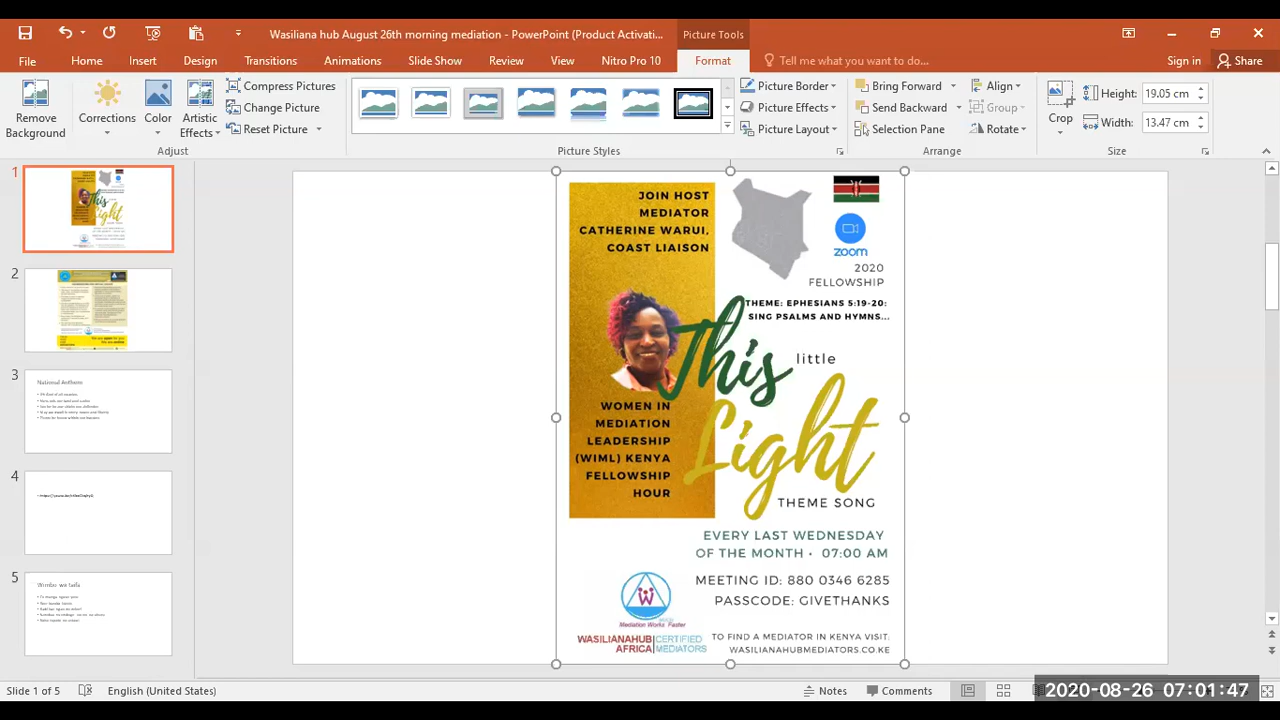 Wasiliana hub August 26th morning mediation - PowerPoint (Product Activati...
Picture Tools
File
Home
Insert
Design
Transitions
Animations
Slide Show
Review
View
Nitro Pro 10
Format
Tell me what you want to do...
Sign in
Share
Remove Background
Corrections
Color
Artistic Effects
Compress Pictures
Change Picture
Reset Picture
Adjust
Picture Styles
Picture Border
Picture Effects
Picture Layout
Bring Forward
Send Backward
Selection Pane
Align
Group
Rotate
Arrange
Crop
Height:
19.05 cm
Width:
13.47 cm
Size
1
2
3
National Anthem
4
5
Wimbo wa taifa
JOIN HOST
MEDIATOR
CATHERINE WARUI,
COAST LIAISON
zoom
2020
FELLOWSHIP
THEME: EPHESIANS 5:19-20:
SING PSALMS AND HYMNS...
This
little
Light
THEME SONG
WOMEN IN
MEDIATION
LEADERSHIP
(WIML) KENYA
FELLOWSHIP
HOUR
EVERY LAST WEDNESDAY
OF THE MONTH • 07:00 AM
MEETING ID: 880 0346 6285
PASSCODE: GIVETHANKS
Mediation Works Faster
WASILIANAHUB CERTIFIED
AFRICA MEDIATORS
TO FIND A MEDIATOR IN KENYA VISIT:
WASILIANAHUBMEDIATORS.CO.KE
Slide 1 of 5
English (United States)
Notes
Comments
2020-08-26 07:01:47